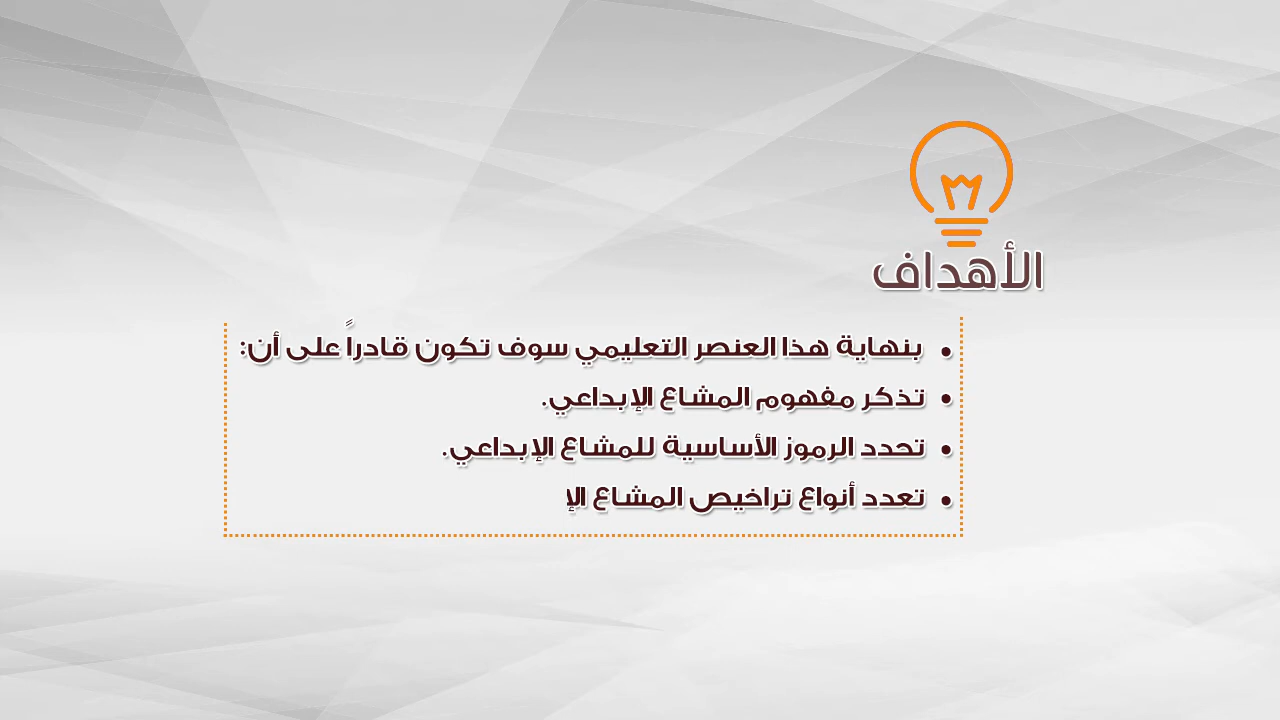 الأهداف
• بنهاية هذا العنصر التعليمي سوف تكون قادراً على أن:
• تذكر مفهوم المشاع الإبداعي.
• تحدد الرموز الأساسية للمشاع الإبداعي.
• تعدد أنواع تراخيص المشاع الإ